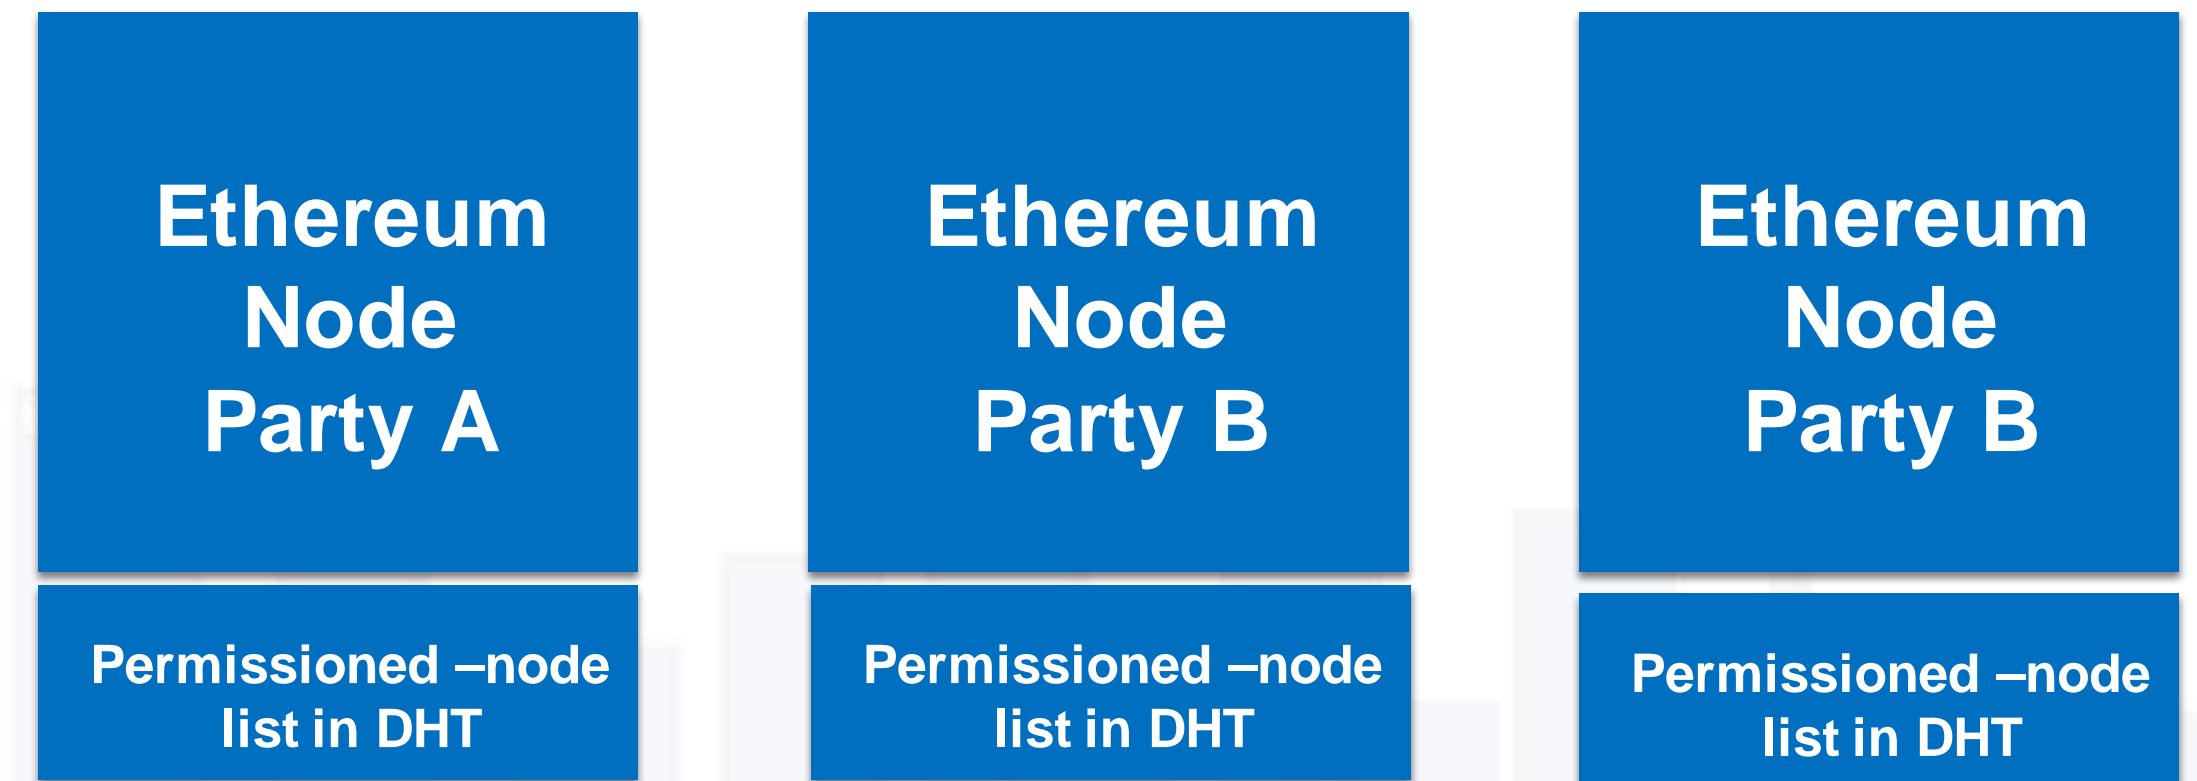 Ethereum
Node
Party A
Permissioned –node
list in DHT
Ethereum
Node
Party B
Permissioned –node
list in DHT
Ethereum
Node
Party B
Permissioned –node
list in DHT